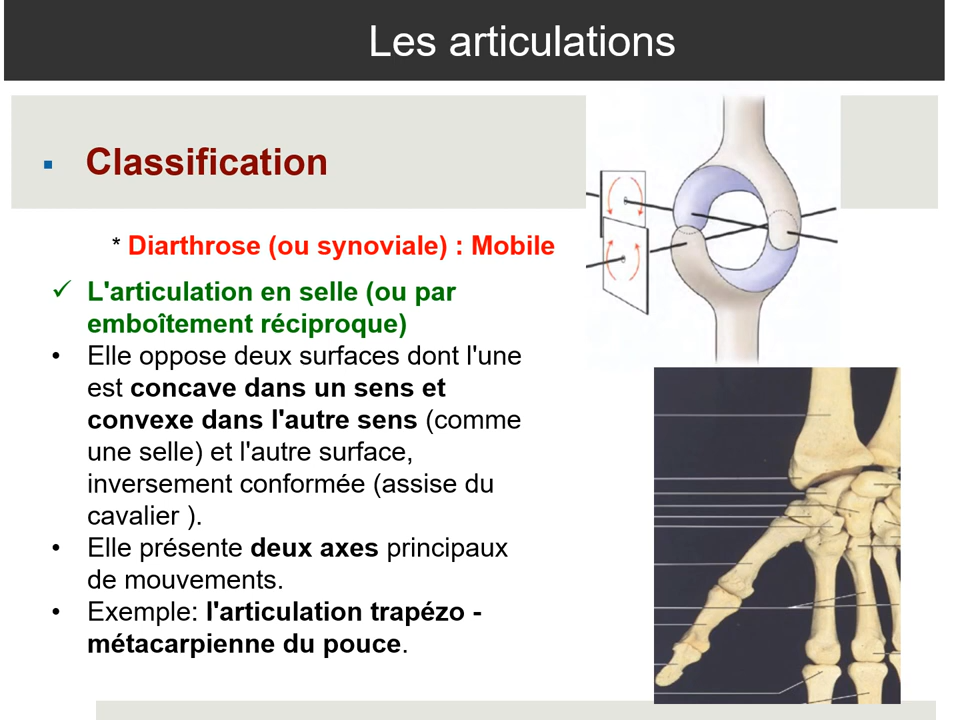 Les articulations
▪ Classification
* Diarthrose (ou synoviale) : Mobile
✓ L'articulation en selle (ou par
emboîtement réciproque)
• Elle oppose deux surfaces dont l'une
est concave dans un sens et
convexe dans l'autre sens (comme
une selle) et l'autre surface,
inversement conformée (assise du
cavalier ).
• Elle présente deux axes principaux
de mouvements.
• Exemple: l'articulation trapézo -
métacarpienne du pouce.